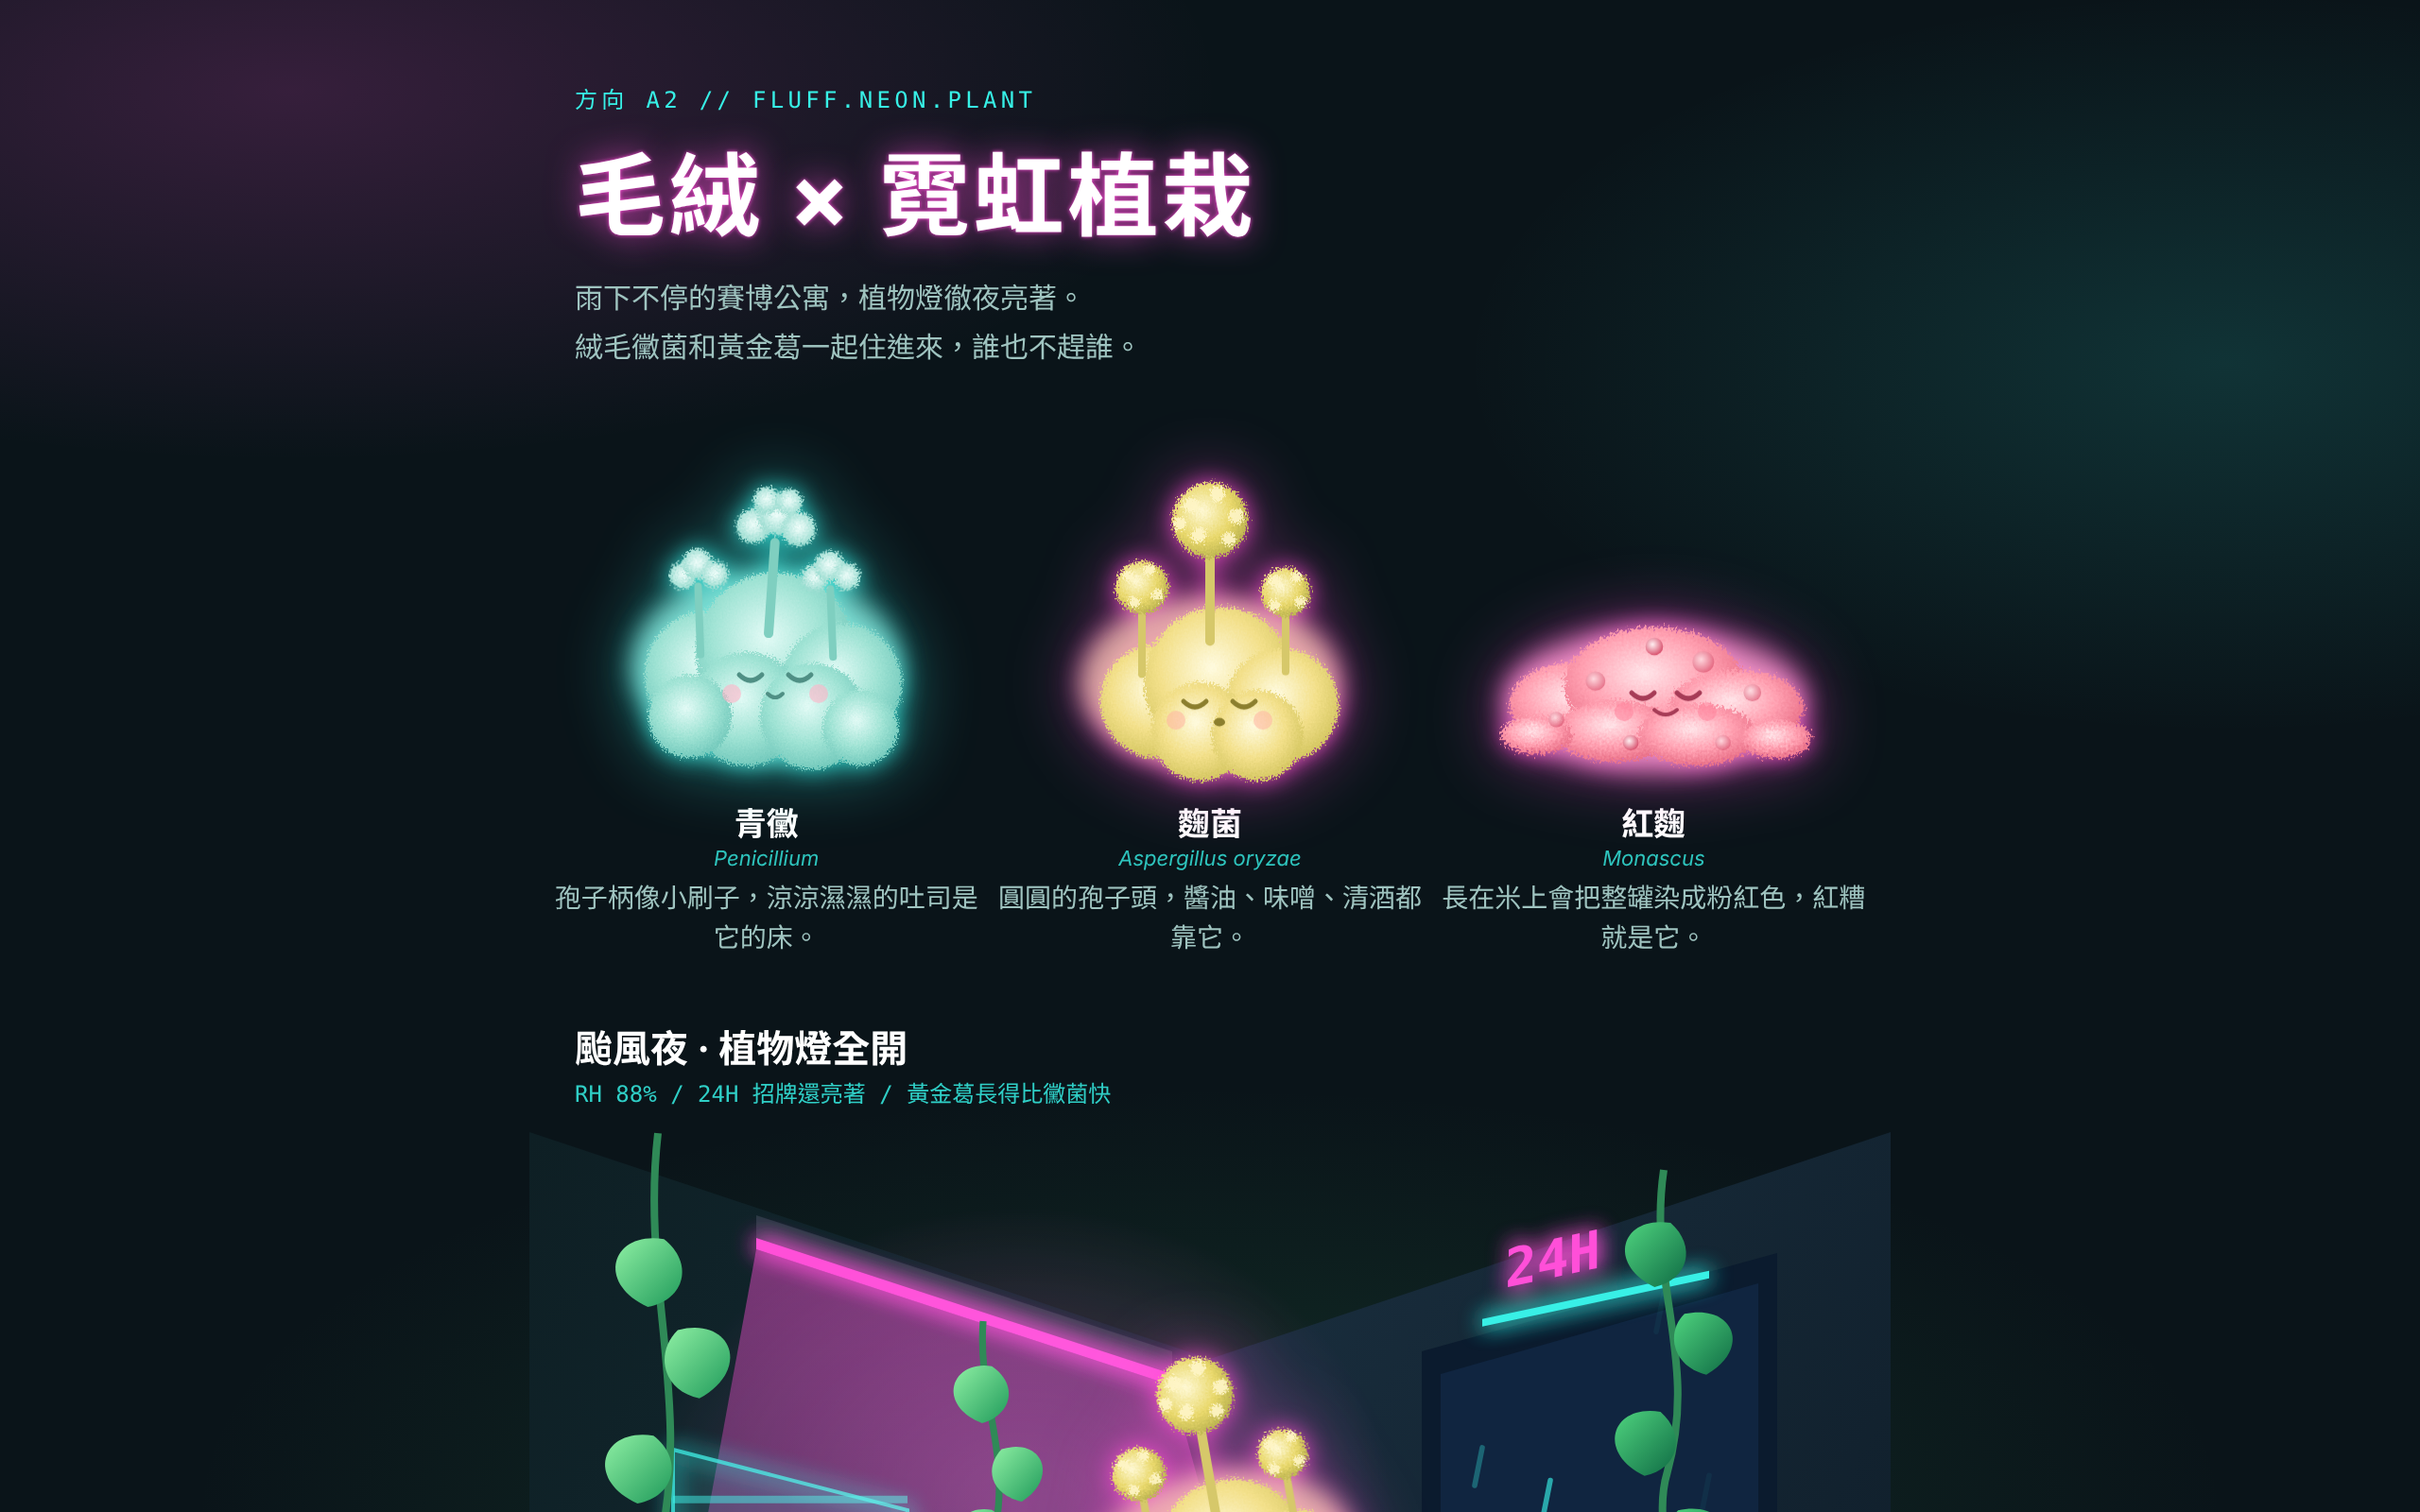 方向 A2 // FLUFF.NEON.PLANT
毛絨 × 霓虹植栽
雨下不停的賽博公寓，植物燈徹夜亮著。
絨毛黴菌和黃金葛一起住進來，誰也不趕誰。
青黴
Penicillium
孢子柄像小刷子，涼涼濕濕的吐司是
它的床。
麴菌
Aspergillus oryzae
圓圓的孢子頭，醬油、味噌、清酒都
靠它。
紅麴
Monascus
長在米上會把整罐染成粉紅色，紅糟
就是它。
颱風夜 · 植物燈全開
RH 88% / 24H 招牌還亮著 / 黃金葛長得比黴菌快
24H